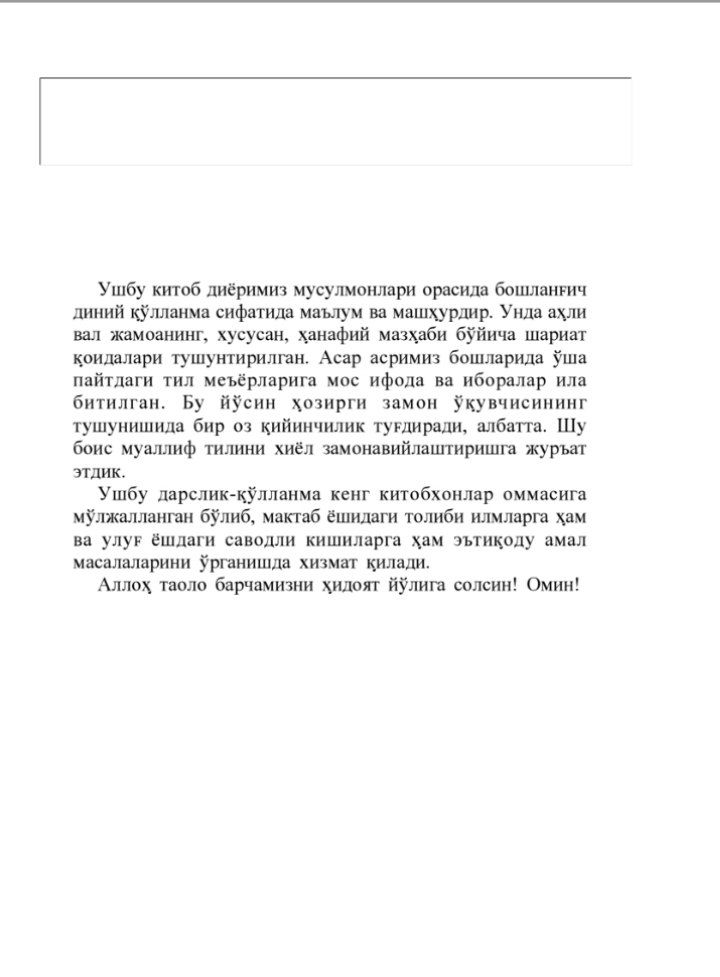 Ушбу китоб диёримиз мусулмонлари орасида бошланғич
диний қўлланма сифатида маълум ва машҳурдир. Унда аҳли
вал жамоанинг, хусусан, ҳанафий мазҳаби бўйича шариат
қоидалари тушунтирилган. Асар асримиз бошларида ўша
пайтдаги тил меъёрларига мос ифода ва иборалар ила
битилган. Бу йўсин ҳозирги замон ўқувчисининг
тушунишида бир оз қийинчилик туғдиради, албатта. Шу
боис муаллиф тилини хиёл замонавийлаштиришга журъат
этдик.
Ушбу дарслик-қўлланма кенг китобхонлар оммасига
мўлжалланган бўлиб, мактаб ёшидаги толиби илмларга ҳам
ва улуғ ёшдаги саводли кишиларга ҳам эътиқоду амал
масалаларини ўрганишда хизмат қилади.
Аллоҳ таоло барчамизни ҳидоят йўлига солсин! Омин!